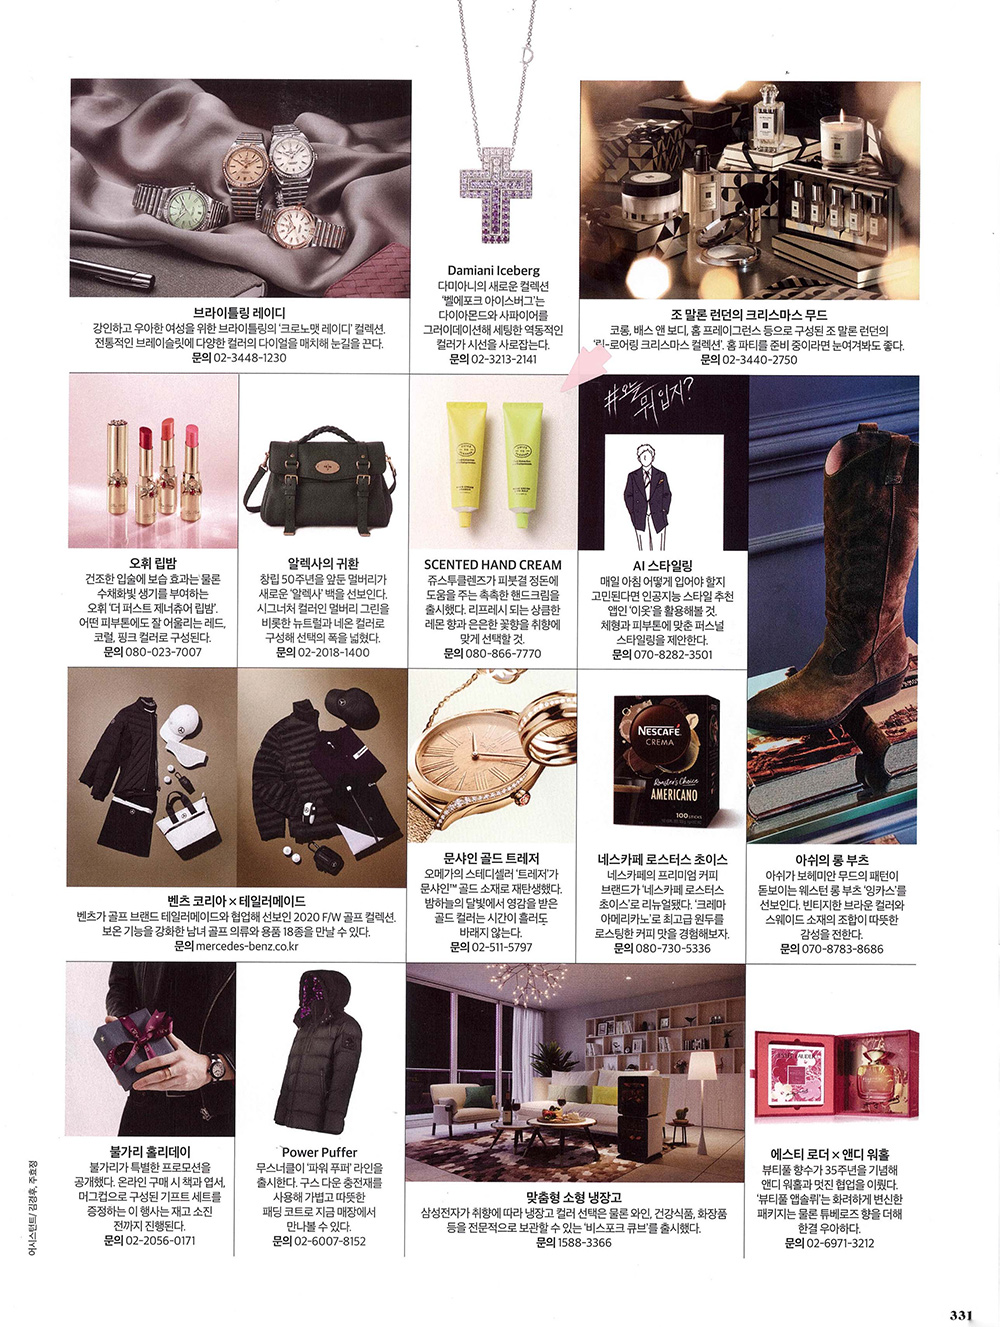 브라이틀링 레이디
강인하고 우아한 여성을 위한 브라이틀링의 ‘크로노맷 레이디’ 컬렉션.
전통적인 브레이슬릿에 다양한 컬러의 다이얼을 매치해 눈길을 끈다.
문의 02-3448-1230
Damiani Iceberg
다미아니의 새로운 컬렉션
‘벨에포크 아이스버그’는
다이아몬드와 사파이어를
그러데이션해 세팅한 역동적인
컬러가 시선을 사로잡는다.
문의 02-3213-2141
조 말론 런던의 크리스마스 무드
코롱, 배스 앤 보디, 홈 프레이그런스 등으로 구성된 조 말론 런던의
‘릭-로어링 크리스마스 컬렉션’. 홈 파티를 준비 중이라면 눈여겨봐도 좋다.
문의 02-3440-2750
오휘 립밤
건조한 입술에 보습 효과는 물론
수채화빛 생기를 부여하는
오휘 ‘더 퍼스트 제너츄어 립밤’.
어떤 피부톤에도 잘 어울리는 레드,
코럴, 핑크 컬러로 구성된다.
문의 080-023-7007
알렉사의 귀환
창립 50주년을 앞둔 멀버리가
새로운 ‘알렉사’ 백을 선보인다.
시그너처 컬러인 멀버리 그린을
비롯한 뉴트럴과 네온 컬러로
구성해 선택의 폭을 넓혔다.
문의 02-2018-1400
SCENTED HAND CREAM
쥬스투클렌즈가 피붓결 정돈에
도움을 주는 촉촉한 핸드크림을
출시했다. 리프레시 되는 상큼한
레몬 향과 은은한 꽃향을 취향에
맞게 선택할 것.
문의 080-866-7770
#오늘
뭐입지?
AI 스타일링
매일 아침 어떻게 입어야 할지
고민된다면 인공지능 스타일 추천
앱인 ‘이옷’을 활용해볼 것.
체형과 피부톤에 맞춘 퍼스널
스타일링을 제안한다.
문의 070-8282-3501
벤츠 코리아 × 테일러메이드
벤츠가 골프 브랜드 테일러메이드와 협업해 선보인 2020 F/W 골프 컬렉션.
보온 기능을 강화한 남녀 골프 의류와 용품 18종을 만날 수 있다.
문의 mercedes-benz.co.kr
문샤인 골드 트레저
오메가의 스테디셀러 ‘트레저’가
문샤인™ 골드 소재로 재탄생했다.
밤하늘의 달빛에서 영감을 받은
골드 컬러는 시간이 흘러도
바래지 않는다.
문의 02-511-5797
NESCAFÉ
CREMA
Roaster's Choice
AMERICANO
100 STICKS
네스카페 로스터스 초이스
네스카페의 프리미엄 커피
브랜드가 ‘네스카페 로스터스
초이스’로 리뉴얼됐다. ‘크레마
아메리카노’로 최고급 원두를
로스팅한 커피 맛을 경험해보자.
문의 080-730-5336
아쉬의 롱 부츠
아쉬가 보헤미안 무드의 패턴이
돋보이는 웨스턴 롱 부츠 ‘잉카스’를
선보인다. 빈티지한 브라운 컬러와
스웨이드 소재의 조합이 따뜻한
감성을 전한다.
문의 070-8783-8686
불가리 홀리데이
불가리가 특별한 프로모션을
공개했다. 온라인 구매 시 책과 엽서,
머그컵으로 구성된 기프트 세트를
증정하는 이 행사는 재고 소진
전까지 진행된다.
문의 02-2056-0171
Power Puffer
무스너클이 ‘파워 푸퍼’ 라인을
출시한다. 구스 다운 충전재를
사용해 가볍고 따뜻한
패딩 코트로 지금 매장에서
만나볼 수 있다.
문의 02-6007-8152
맞춤형 소형 냉장고
삼성전자가 취향에 따라 냉장고 컬러 선택은 물론 와인, 건강식품, 화장품
등을 전문적으로 보관할 수 있는 ‘비스포크 큐브’를 출시했다.
문의 1588-3366
에스티 로더 × 앤디 워홀
뷰티풀 향수가 35주년을 기념해
앤디 워홀과 멋진 협업을 이뤘다.
‘뷰티풀 앱솔뤼’는 화려하게 변신한
패키지는 물론 튜베로즈 향을 더해
한결 우아하다.
문의 02-6971-3212
어시스턴트/ 김경후, 주효정
331